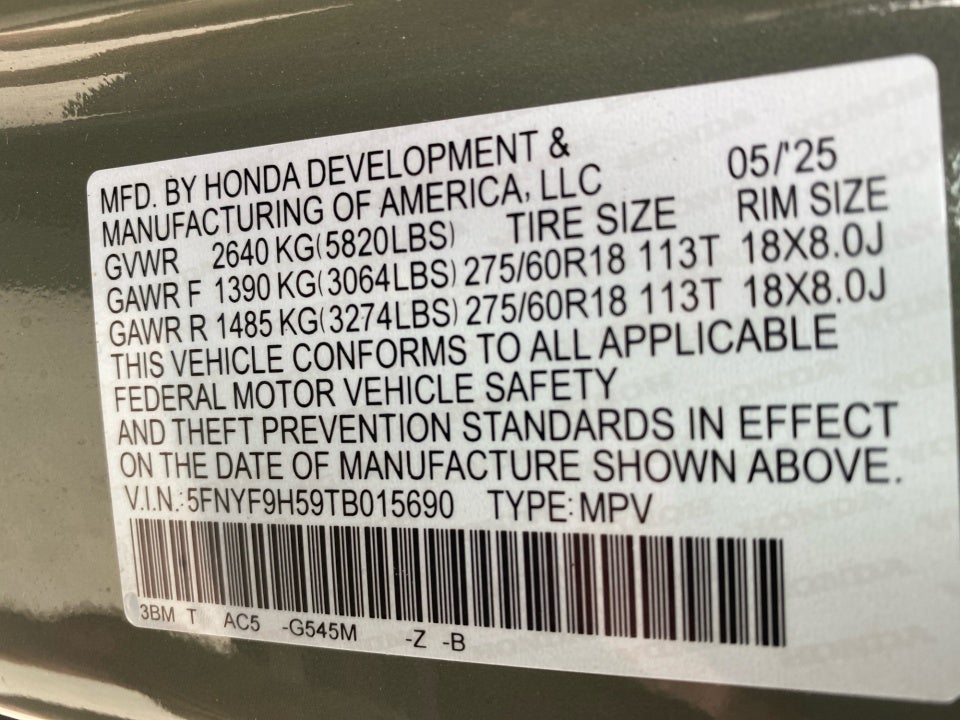 MFD. BY HONDA DEVELOPMENT & 05/'25
MANUFACTURING OF AMERICA, LLC
GVWR 2640 KG(5820LBS) TIRE SIZE RIM SIZE
GAWR F 1390 KG(3064LBS) 275/60R18 113T 18X8.0J
GAWR R 1485 KG(3274LBS) 275/60R18 113T 18X8.0J
THIS VEHICLE CONFORMS TO ALL APPLICABLE
FEDERAL MOTOR VEHICLE SAFETY
AND THEFT PREVENTION STANDARDS IN EFFECT
ON THE DATE OF MANUFACTURE SHOWN ABOVE.
V.I.N.: 5FNYF9H59TB015690 TYPE: MPV
3BM T AC5 -G545M -Z -B